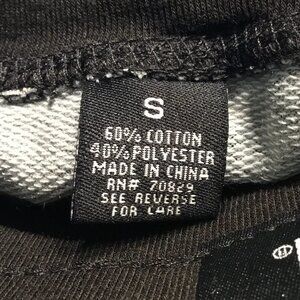 S
60% COTTON
40% POLYESTER
MADE IN CHINA
RN# 70829
SEE REVERSE
FOR CARE